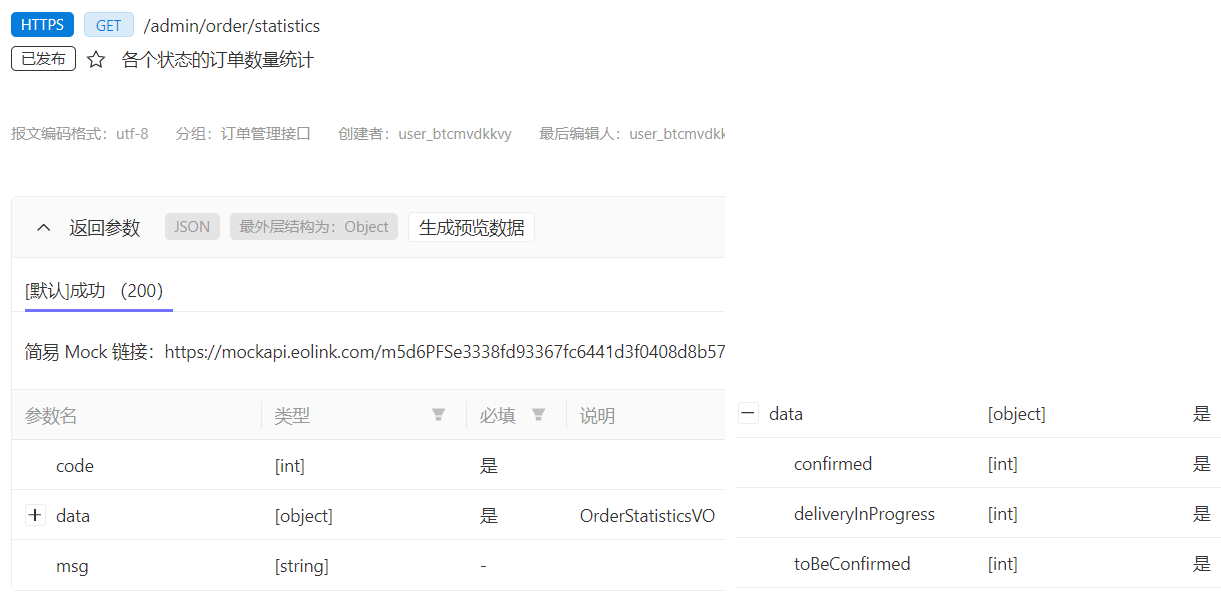 HTTPS GET /admin/order/statistics
已发布 各个状态的订单数量统计
报文编码格式：utf-8 分组：订单管理接口 创建者：user_btcmvdkkvy 最后编辑人：user_btcmvdkk
返回参数 JSON 最外层结构为：Object 生成预览数据
[默认]成功 （200）
简易 Mock 链接：https://mockapi.eolink.com/m5d6PFSe3338fd93367fc6441d3f0408d8b57
参数名 类型 必填 说明
code [int] 是
data [object] 是 OrderStatisticsVO
msg [string] -
data [object] 是
confirmed [int] 是
deliveryInProgress [int] 是
toBeConfirmed [int] 是